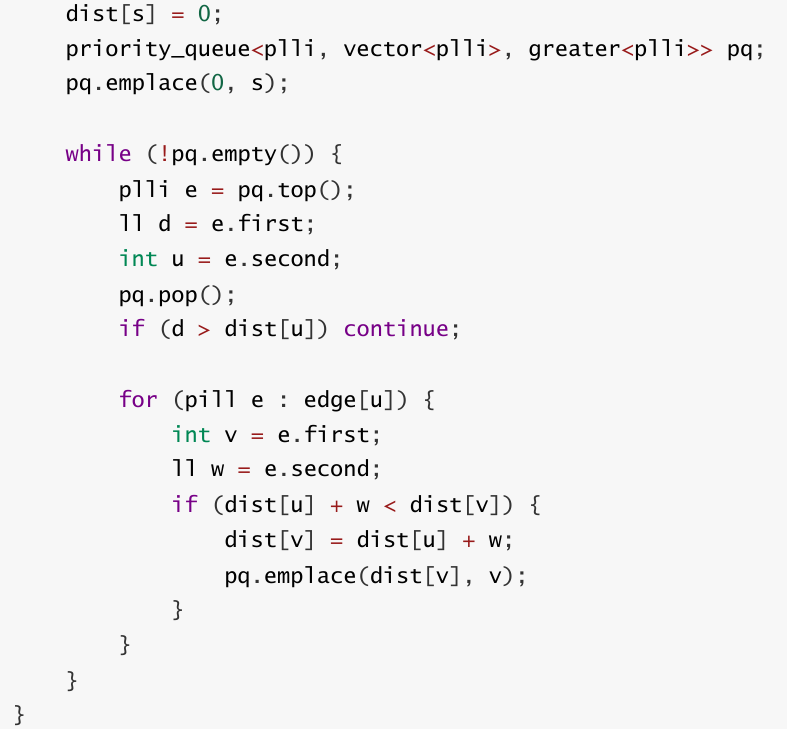 dist[s] = 0;
priority_queue<plli, vector<plli>, greater<plli>> pq;
pq.emplace(0, s);
while (!pq.empty()) {
plli e = pq.top();
ll d = e.first;
int u = e.second;
pq.pop();
if (d > dist[u]) continue;
for (pill e : edge[u]) {
int v = e.first;
ll w = e.second;
if (dist[u] + w < dist[v]) {
dist[v] = dist[u] + w;
pq.emplace(dist[v], v);
}
}
}
}